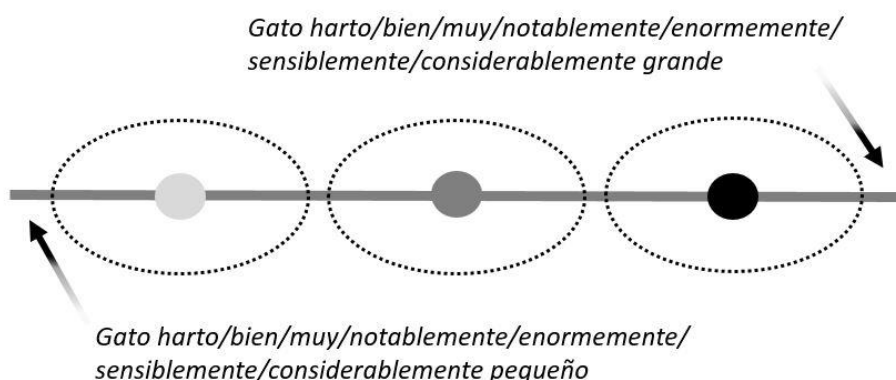 Gato harto/bien/muy/notablemente/enormemente/
sensiblemente/considerablemente grande
Gato harto/bien/muy/notablemente/enormemente/
sensiblemente/considerablemente pequeño